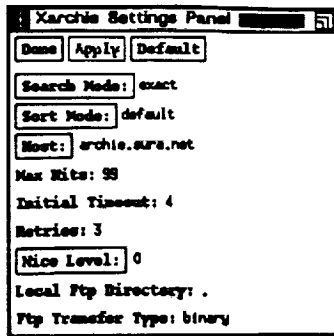 Xarchie Settings Panel
Done Apply Default
Search Mode: exact
Sort Mode: default
Host: archie.sura.net
Max Hits: 99
Initial Timeout: 4
Retries: 3
Nice Level: 0
Local Ftp Directory: .
Ftp Transfer Type: binary